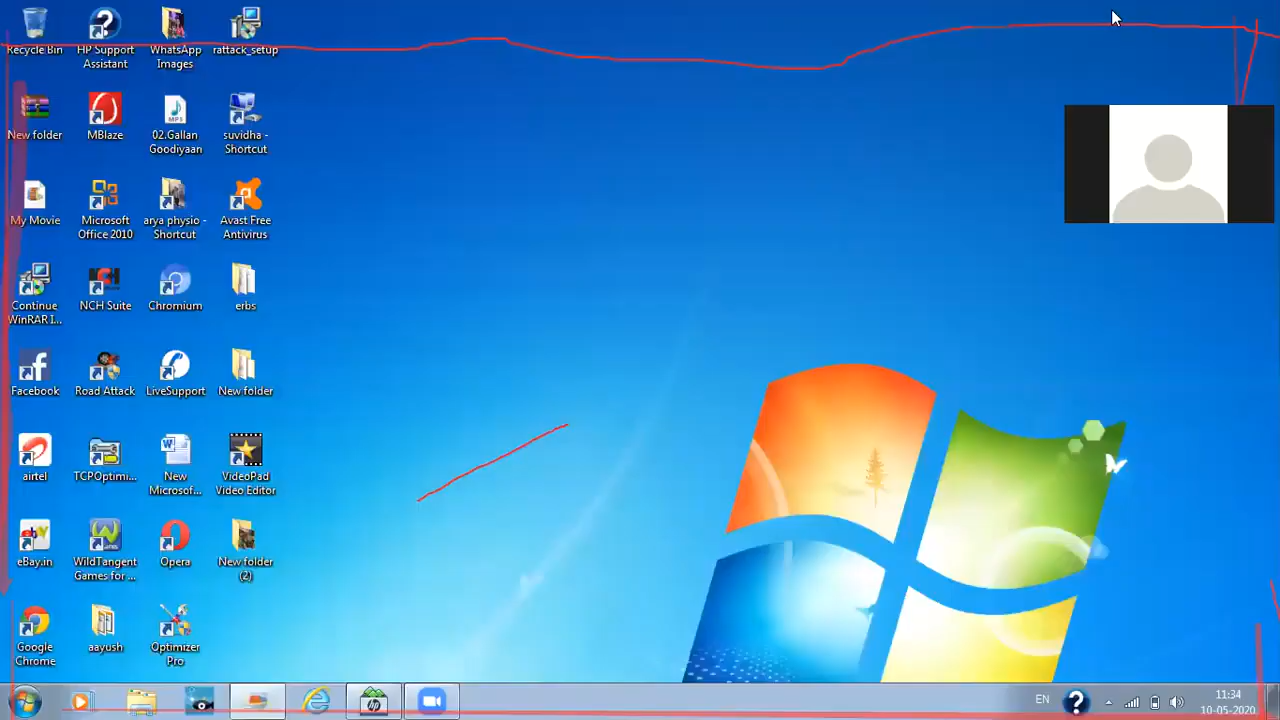 Recycle Bin
HP Support
Assistant
WhatsApp
Images
rattack_setup
New folder
MBlaze
02.Gallan
Goodiyaan
suvidha -
Shortcut
My Movie
Microsoft
Office 2010
arya physio -
Shortcut
Avast Free
Antivirus
Continue
WinRAR I...
NCH Suite
Chromium
erbs
Facebook
Road Attack
LiveSupport
New folder
airtel
TCPOptimi...
New
Microsof...
VideoPad
Video Editor
eBay.in
WildTangent
Games for ...
Opera
New folder
(2)
Google
Chrome
aayush
Optimizer
Pro
EN
11:34
10-05-2020